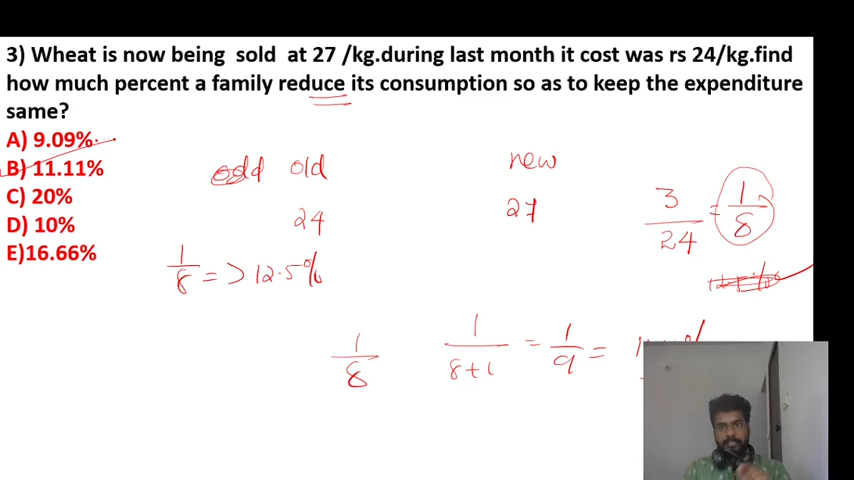 3) Wheat is now being sold at 27 /kg.during last month it cost was rs 24/kg.find
how much percent a family reduce its consumption so as to keep the expenditure
same?
A) 9.09%
B) 11.11%
C) 20%
D) 10%
E)16.66%
odd old new
24 27 3/24 = 1/8
1/8 => 12.5%
1/8 1/8+1 = 1/9 =